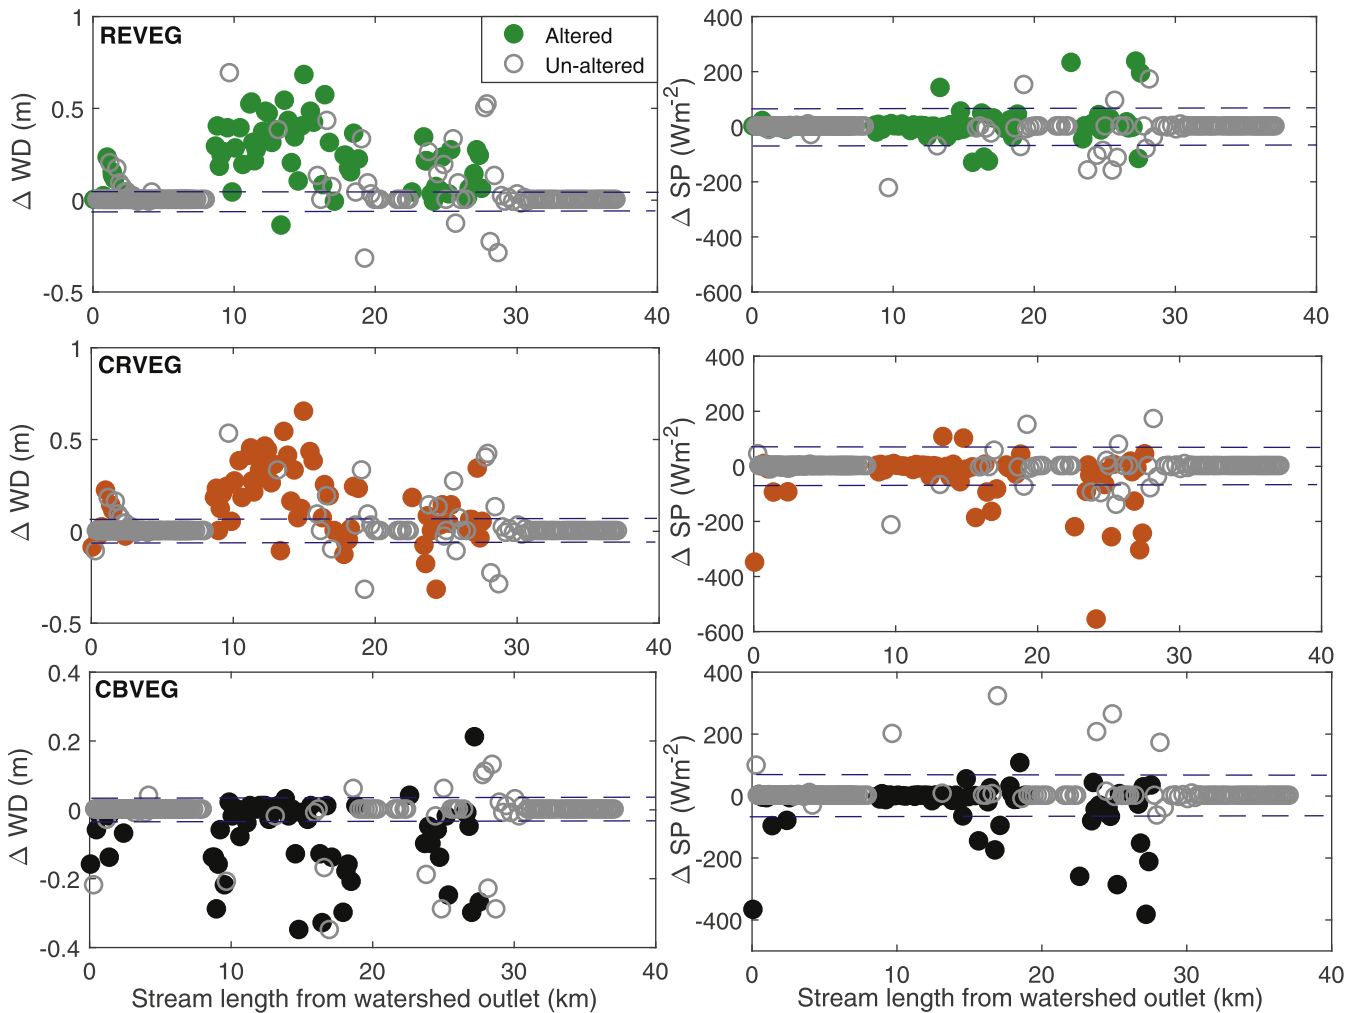 REVEG
Altered
Un-altered
Δ WD (m)
1
0.5
0
-0.5
0 10 20 30 40
Δ SP (Wm-2)
400
200
0
-200
-400
-600
0 10 20 30 40
CRVEG
Δ WD (m)
1
0.5
0
-0.5
0 10 20 30 40
Δ SP (Wm-2)
400
200
0
-200
-400
-600
0 10 20 30 40
CBVEG
Δ WD (m)
0.4
0.2
0
-0.2
-0.4
0 10 20 30 40
Stream length from watershed outlet (km)
Δ SP (Wm-2)
400
200
0
-200
-400
0 10 20 30 40
Stream length from watershed outlet (km)